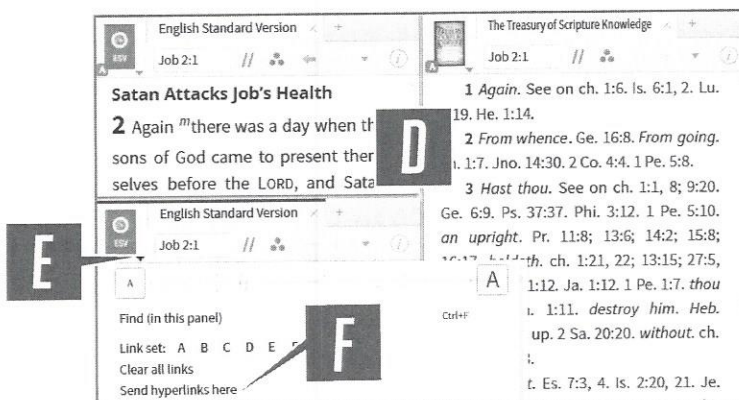 English Standard Version
ESV
A
Job 2:1
Satan Attacks Job's Health
2 Again ᵐthere was a day when th
sons of God came to present ther
selves before the LORD, and Sata
D
English Standard Version
ESV
Job 2:1
E
A
A
Find (in this panel)
Ctrl+F
Link set: A B C D E
Clear all links
Send hyperlinks here
F
The Treasury of Scripture Knowledge
A
Job 2:1
1 Again. See on ch. 1:6. Is. 6:1, 2. Lu.
19. He. 1:14.
2 From whence. Ge. 16:8. From going.
1:7. Jno. 14:30. 2 Co. 4:4. 1 Pe. 5:8.
3 Hast thou. See on ch. 1:1, 8; 9:20.
Ge. 6:9. Ps. 37:37. Phi. 3:12. 1 Pe. 5:10.
an upright. Pr. 11:8; 13:6; 14:2; 15:8;
ch. 1:21, 22; 13:15; 27:5,
1:12. Ja. 1:12. 1 Pe. 1:7. thou
1:11. destroy him. Heb.
up. 2 Sa. 20:20. without. ch.
Es. 7:3, 4. Is. 2:20, 21. Je.